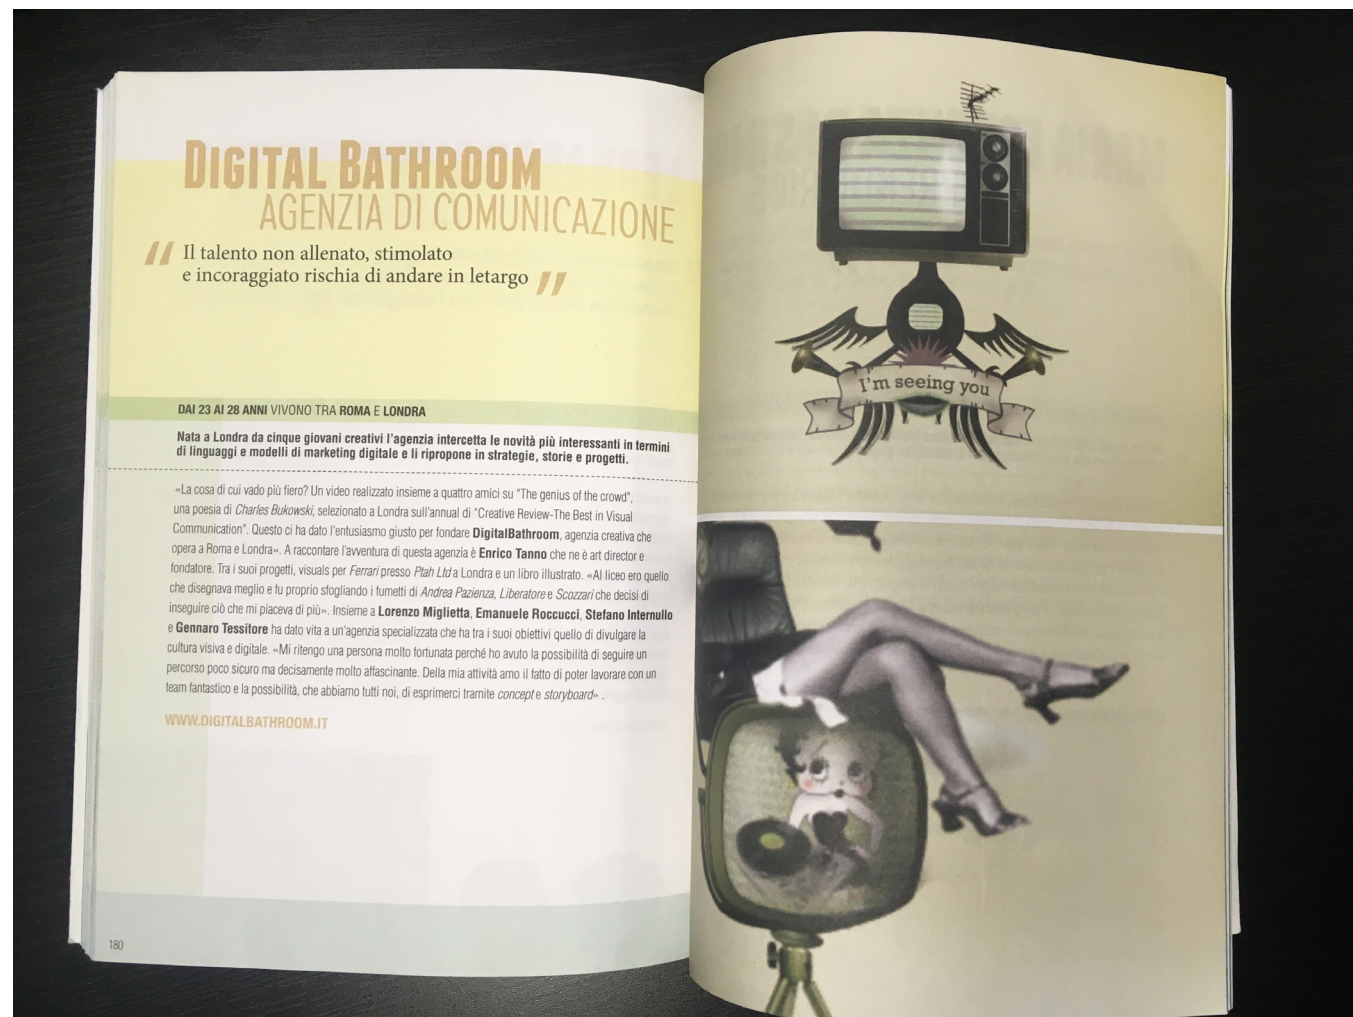 DIGITAL BATHROOM
AGENZIA DI COMUNICAZIONE
“ Il talento non allenato, stimolato
e incoraggiato rischia di andare in letargo ”
DAI 23 AI 28 ANNI VIVONO TRA ROMA E LONDRA
Nata a Londra da cinque giovani creativi l'agenzia intercetta le novità più interessanti in termini
di linguaggi e modelli di marketing digitale e li ripropone in strategie, storie e progetti.
«La cosa di cui vado più fiero? Un video realizzato insieme a quattro amici su "The genius of the crowd",
una poesia di Charles Bukowski, selezionato a Londra sull'annual di "Creative Review-The Best in Visual
Communication". Questo ci ha dato l'entusiasmo giusto per fondare DigitalBathroom, agenzia creativa che
opera a Roma e Londra». A raccontare l'avventura di questa agenzia è Enrico Tanno che ne è art director e
fondatore. Tra i suoi progetti, visuals per Ferrari presso Ptah Ltd a Londra e un libro illustrato. «Al liceo ero quello
che disegnava meglio e fu proprio sfogliando i fumetti di Andrea Pazienza, Liberatore e Scozzari che decisi di
inseguire ciò che mi piaceva di più». Insieme a Lorenzo Miglietta, Emanuele Roccucci, Stefano Internullo
e Gennaro Tessitore ha dato vita a un'agenzia specializzata che ha tra i suoi obiettivi quello di divulgare la
cultura visiva e digitale. «Mi ritengo una persona molto fortunata perché ho avuto la possibilità di seguire un
percorso poco sicuro ma decisamente molto affascinante. Della mia attività amo il fatto di poter lavorare con un
team fantastico e la possibilità, che abbiamo tutti noi, di esprimerci tramite concept e storyboard» .
WWW.DIGITALBATHROOM.IT
180
I'm seeing you